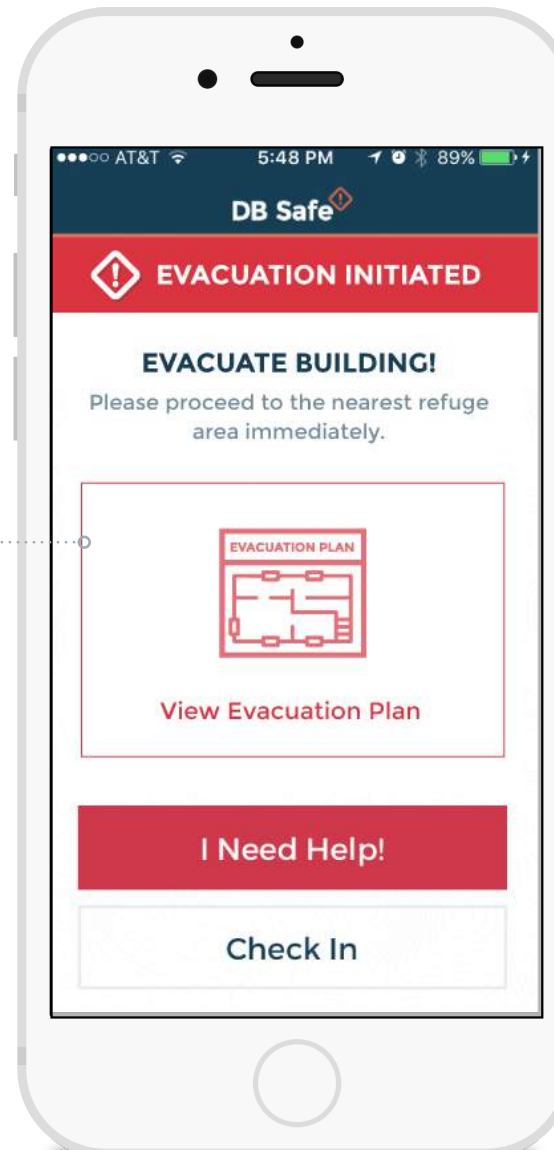 ●●●○○ AT&T 5:48 PM 89%
DB Safe
EVACUATION INITIATED
EVACUATE BUILDING!
Please proceed to the nearest refuge
area immediately.
EVACUATION PLAN
View Evacuation Plan
I Need Help!
Check In